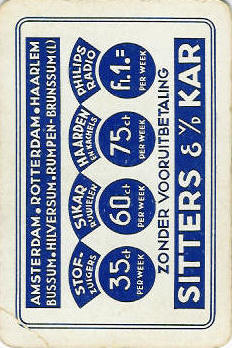 AMSTERDAM • ROTTERDAM • HAARLEM
BUSSUM • HILVERSUM • RUMPEN-BRUNSSUM(L)
STOF-
ZUIGERS
35 ct
PER WEEK
SIKAR
RIJWIELEN
60 ct
PER WEEK
HAARDEN
EN KACHELS
75 ct
PER WEEK
PHILIPS
RADIO
fl. 1.=
PER WEEK
ZONDER VOORUITBETALING
SITTERS & V/D KAR